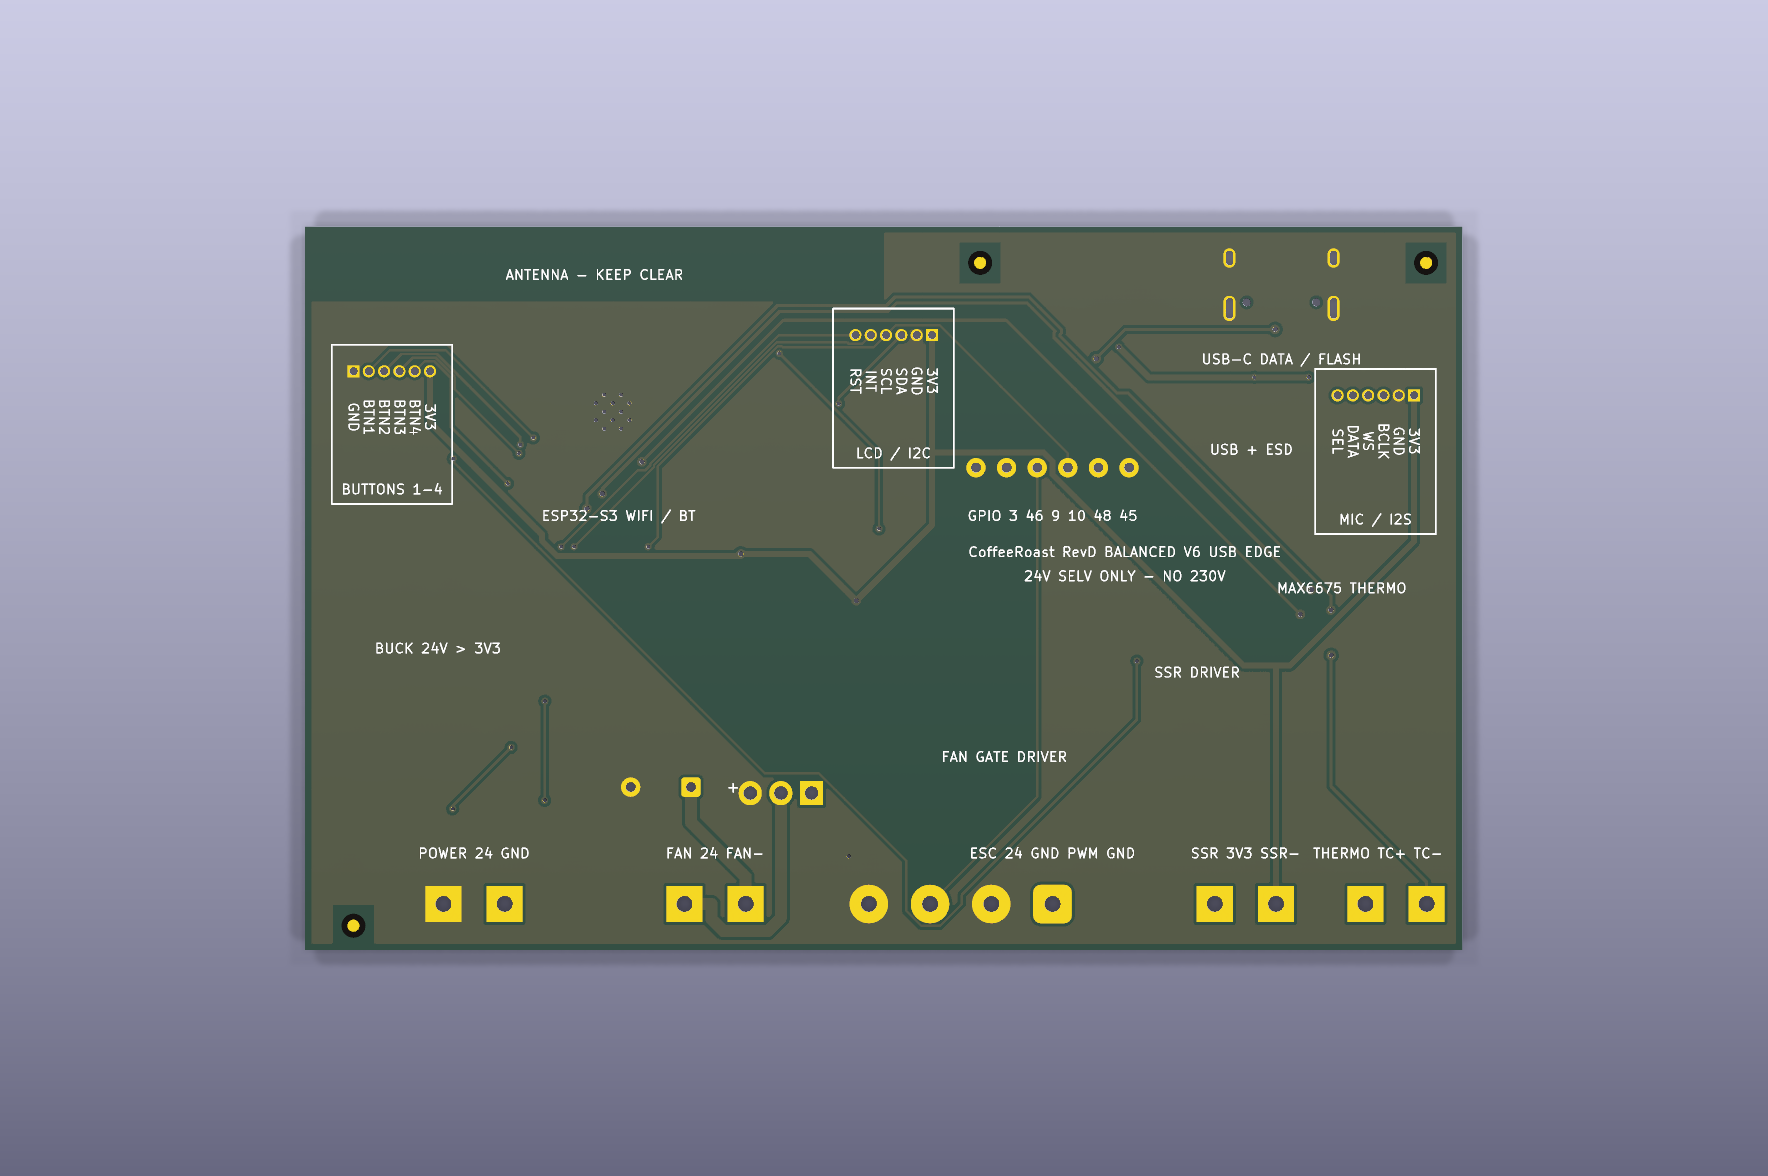 ANTENNA – KEEP CLEAR
USB-C DATA / FLASH
RST
INT
SCL
SDA
GND
3V3
LCD / I2C
GND
BTN1
BTN2
BTN3
BTN4
3V3
BUTTONS 1-4
SEL
DATA
WS
BCLK
GND
3V3
MIC / I2S
USB + ESD
ESP32-S3 WIFI / BT
GPIO 3 46 9 10 48 45
CoffeeRoast RevD BALANCED V6 USB EDGE
24V SELV ONLY – NO 230V
MAX6675 THERMO
BUCK 24V > 3V3
SSR DRIVER
FAN GATE DRIVER
+
POWER 24 GND
FAN 24 FAN-
ESC 24 GND PWM GND
SSR 3V3 SSR-
THERMO TC+ TC-